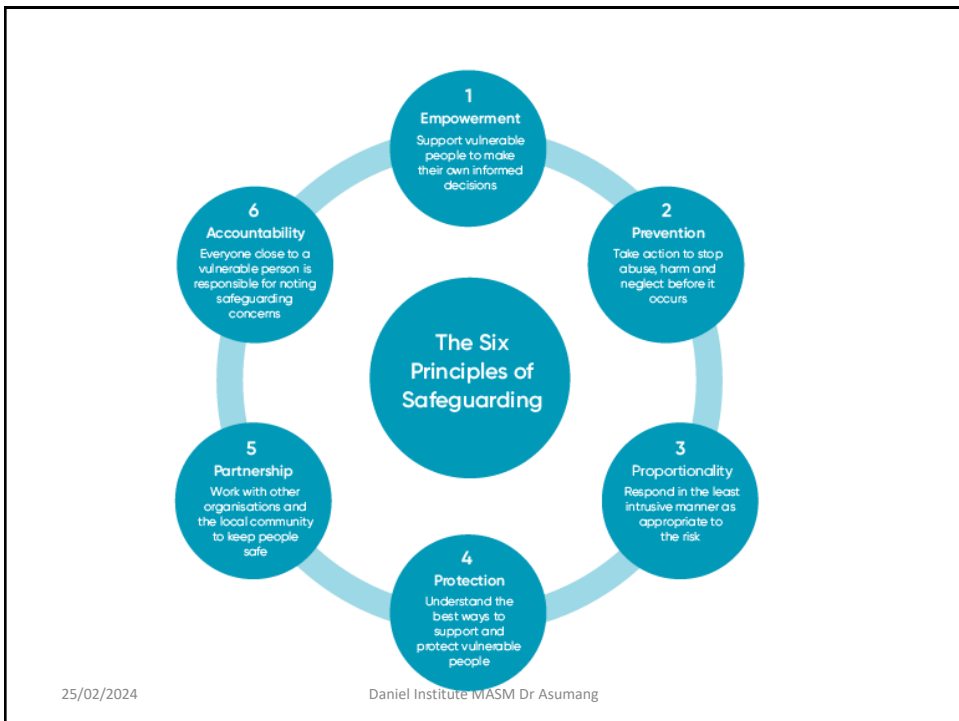 1
Empowerment
Support vulnerable
people to make
their own informed
decisions
2
Prevention
Take action to stop
abuse, harm and
neglect before it
occurs
3
Proportionality
Respond in the least
intrusive manner as
appropriate to
the risk
4
Protection
Understand the
best ways to
support and
protect vulnerable
people
5
Partnership
Work with other
organisations and
the local community
to keep people
safe
6
Accountability
Everyone close to a
vulnerable person is
responsible for noting
safeguarding
concerns
The Six
Principles of
Safeguarding
25/02/2024
Daniel Institute MASM Dr Asumang